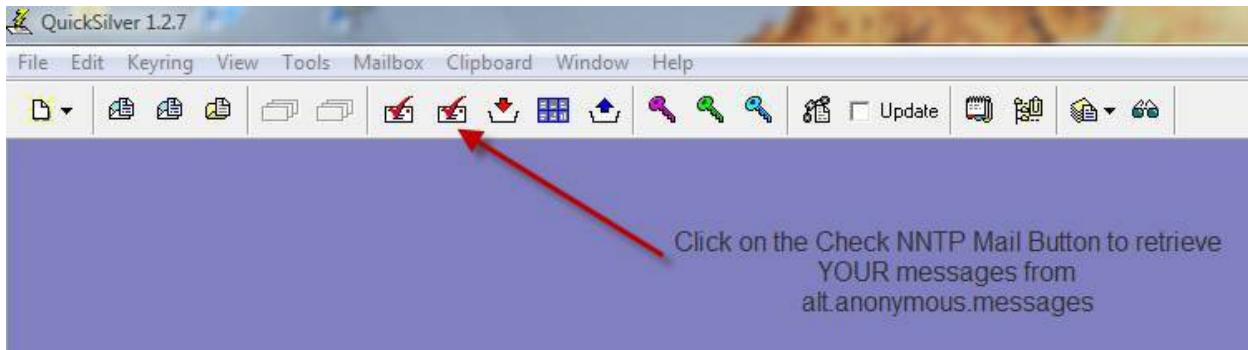 QuickSilver 1.2.7
File Edit Keyring View Tools Mailbox Clipboard Window Help
Update
Click on the Check NNTP Mail Button to retrieve
YOUR messages from
alt.anonymous.messages